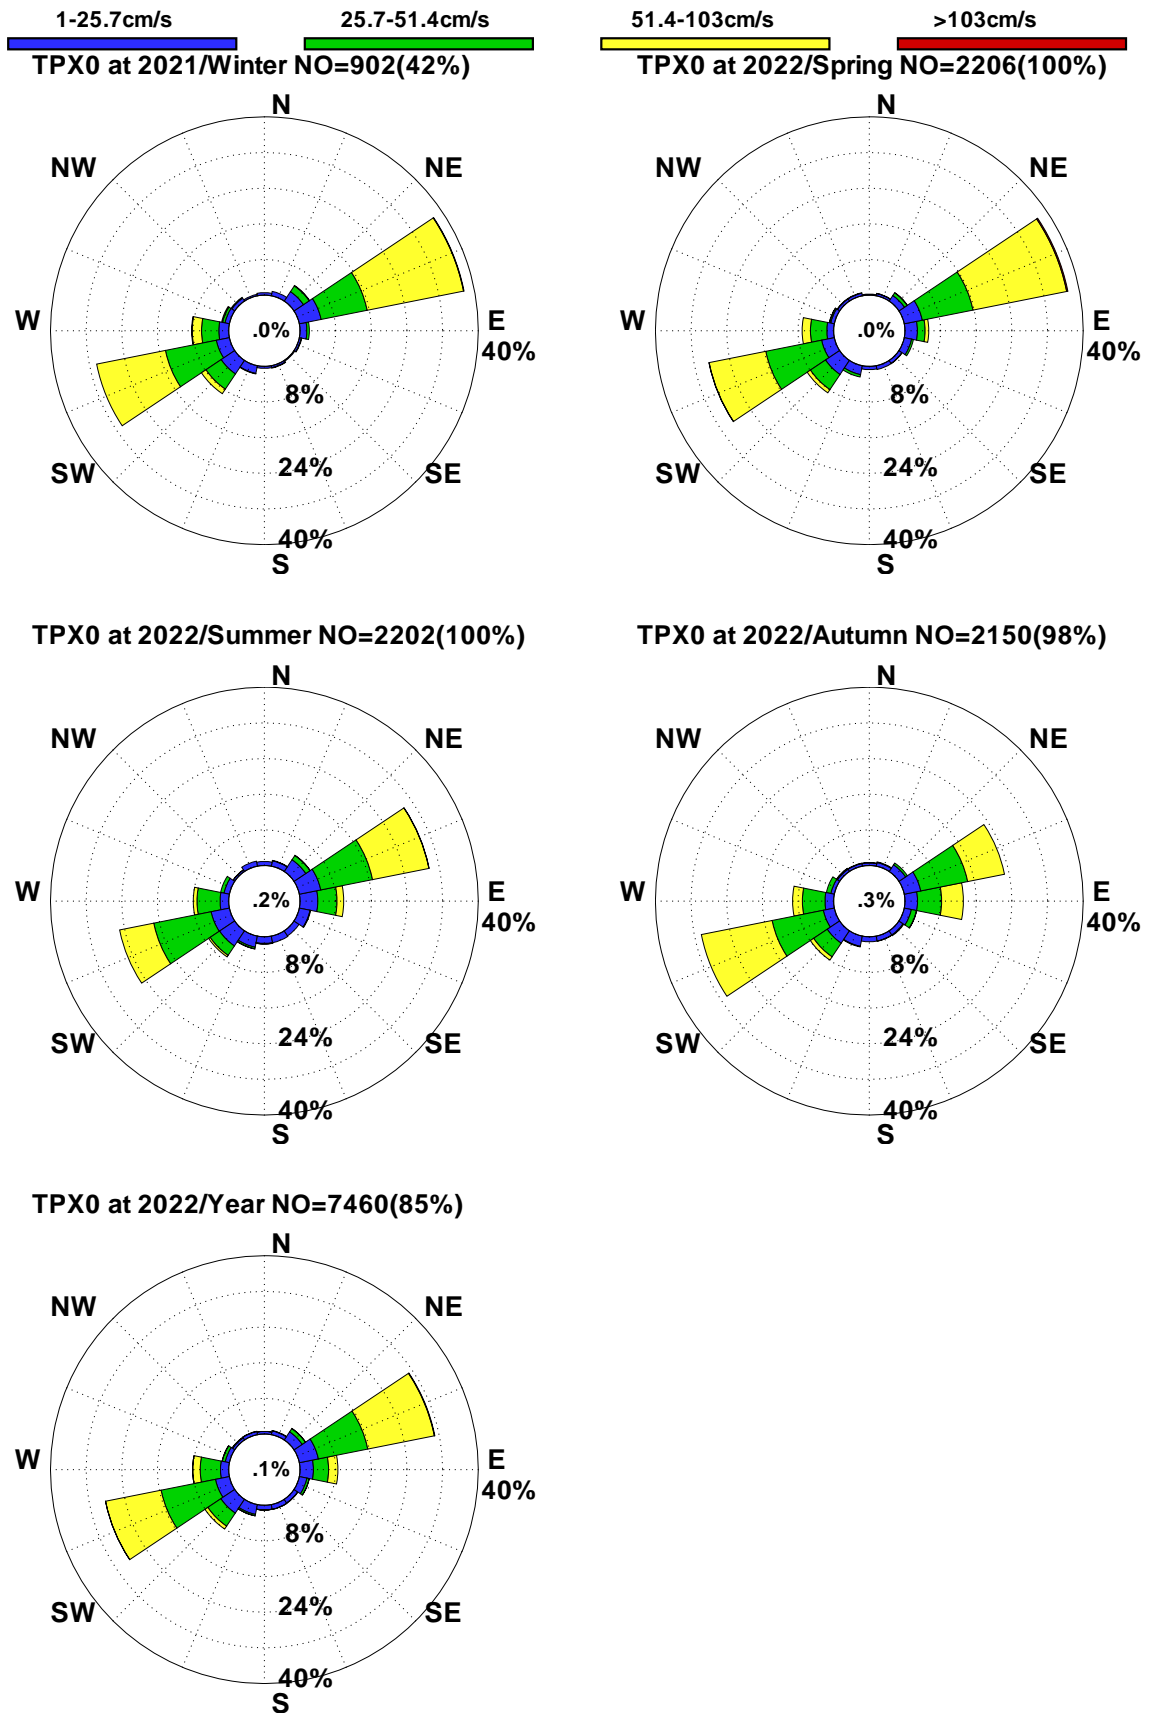 1-25.7cm/s 25.7-51.4cm/s 51.4-103cm/s >103cm/s
TPX0 at 2021/Winter NO=902(42%)
N
NW NE
W .0% E
40%
8%
24%
SW SE
40%
S
TPX0 at 2022/Spring NO=2206(100%)
N
NW NE
W .0% E
40%
8%
24%
SW SE
40%
S
TPX0 at 2022/Summer NO=2202(100%)
N
NW NE
W .2% E
40%
8%
24%
SW SE
40%
S
TPX0 at 2022/Autumn NO=2150(98%)
N
NW NE
W .3% E
40%
8%
24%
SW SE
40%
S
TPX0 at 2022/Year NO=7460(85%)
N
NW NE
W .1% E
40%
8%
24%
SW SE
40%
S